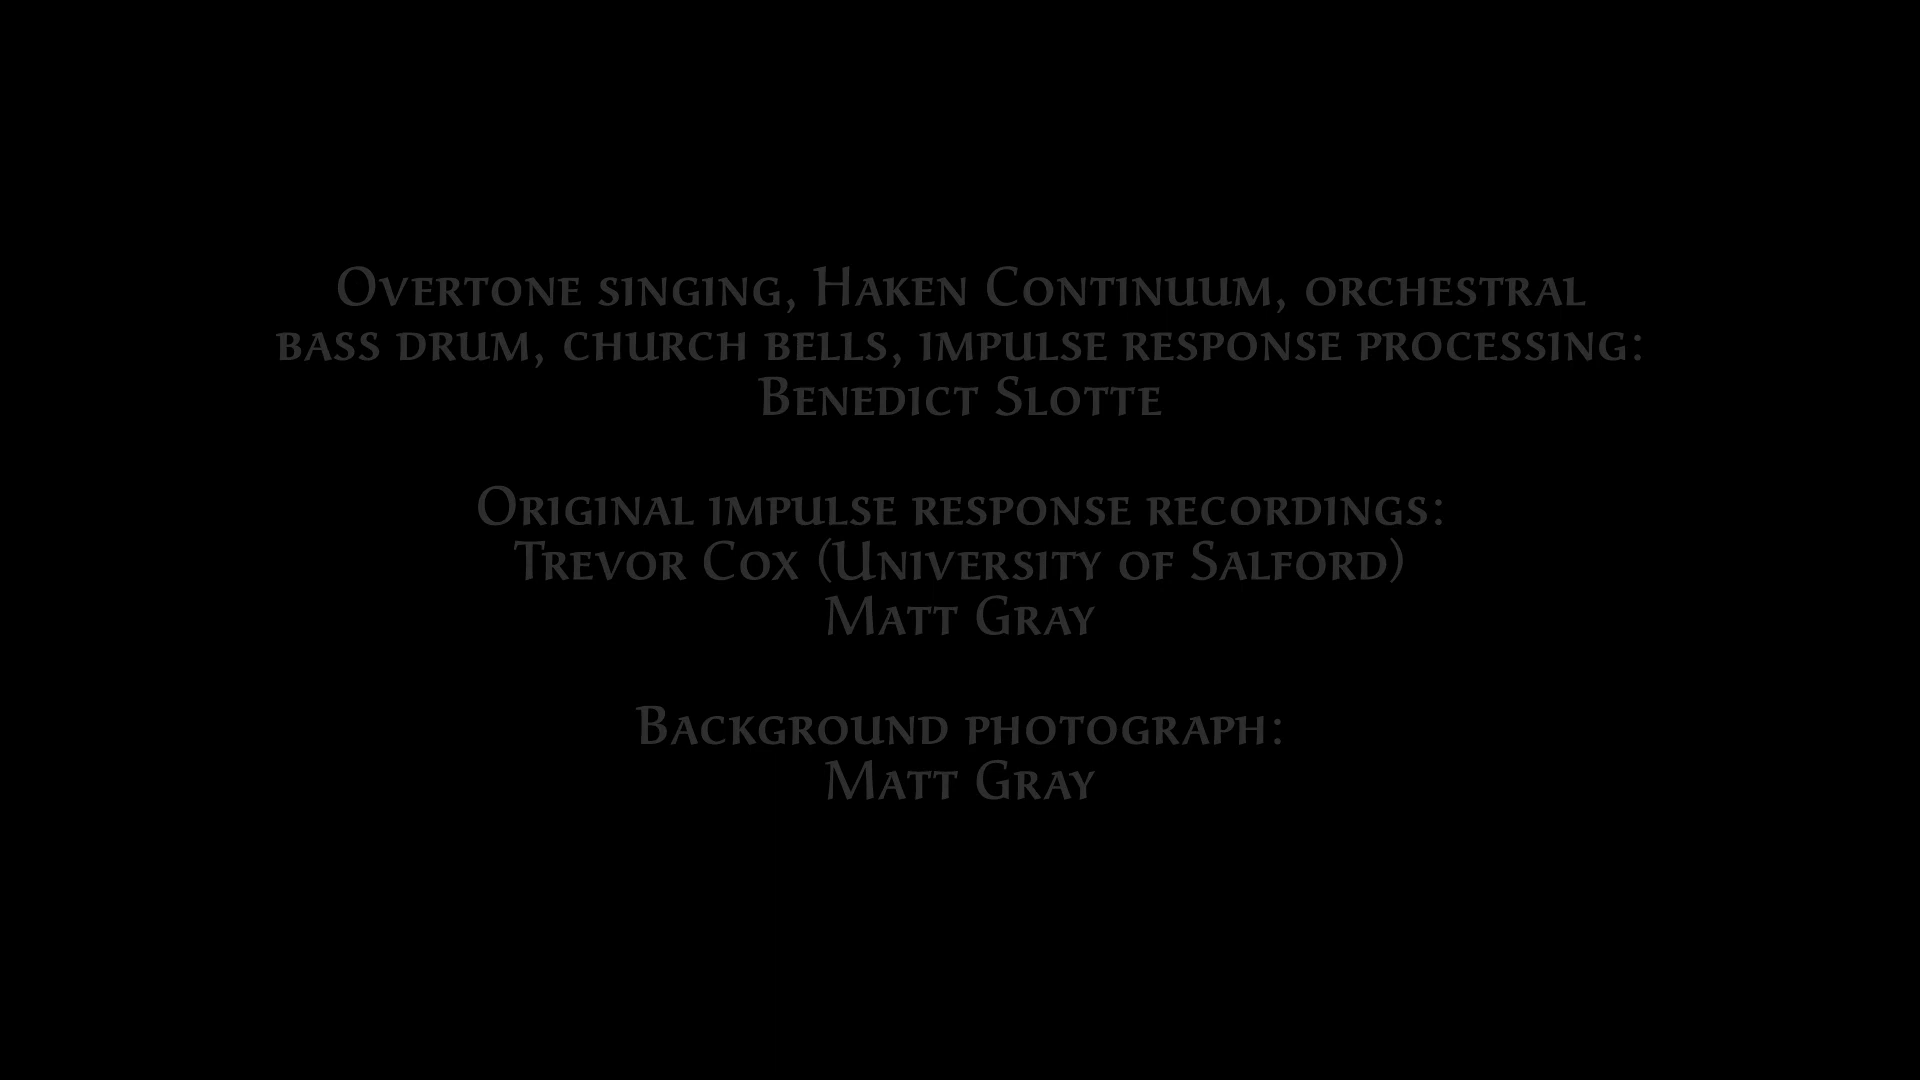 Overtone singing, Haken Continuum, orchestral
bass drum, church bells, impulse response processing:
Benedict Slotte
Original impulse response recordings:
Trevor Cox (University of Salford)
Matt Gray
Background photograph:
Matt Gray